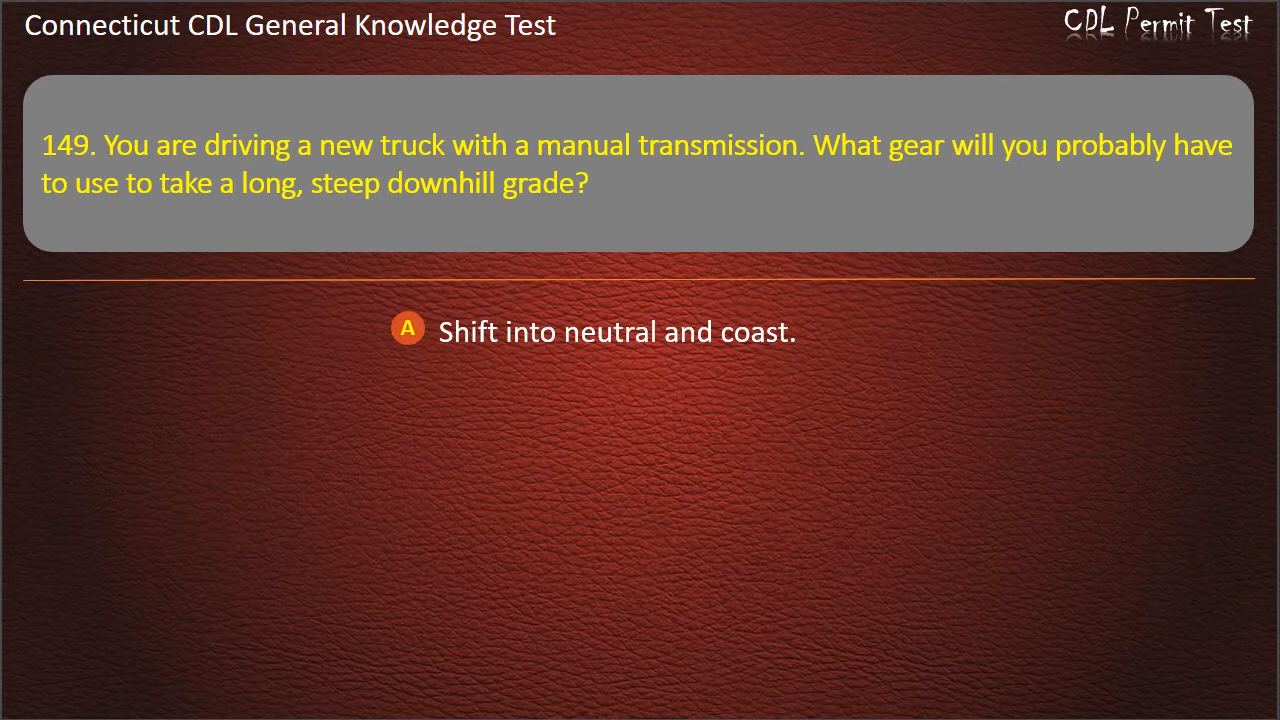 Connecticut CDL General Knowledge Test
CDL Permit Test
149. You are driving a new truck with a manual transmission. What gear will you probably have
to use to take a long, steep downhill grade?
A Shift into neutral and coast.